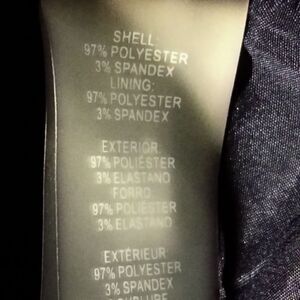 SHELL:
97% POLYESTER
3% SPANDEX
LINING:
97% POLYESTER
3% SPANDEX
EXTERIOR:
97% POLIÉSTER
3% ELASTANO
FORRO:
97% POLIÉSTER
3% ELASTANO
EXTÉRIEUR
97% POLYESTER
3% SPANDEX